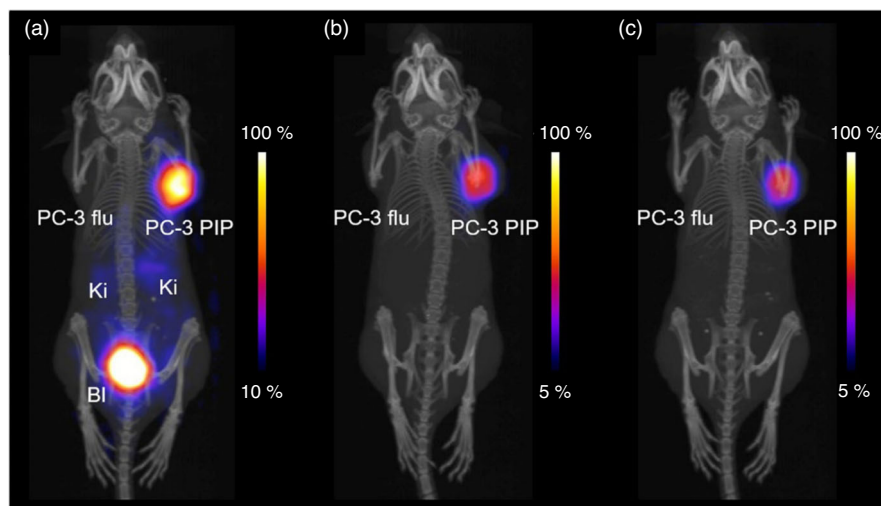 (a)
100 %
PC-3 flu
PC-3 PIP
Ki
Ki
Bl
10 %
(b)
100 %
PC-3 flu
PC-3 PIP
5 %
(c)
100 %
PC-3 flu
PC-3 PIP
5 %